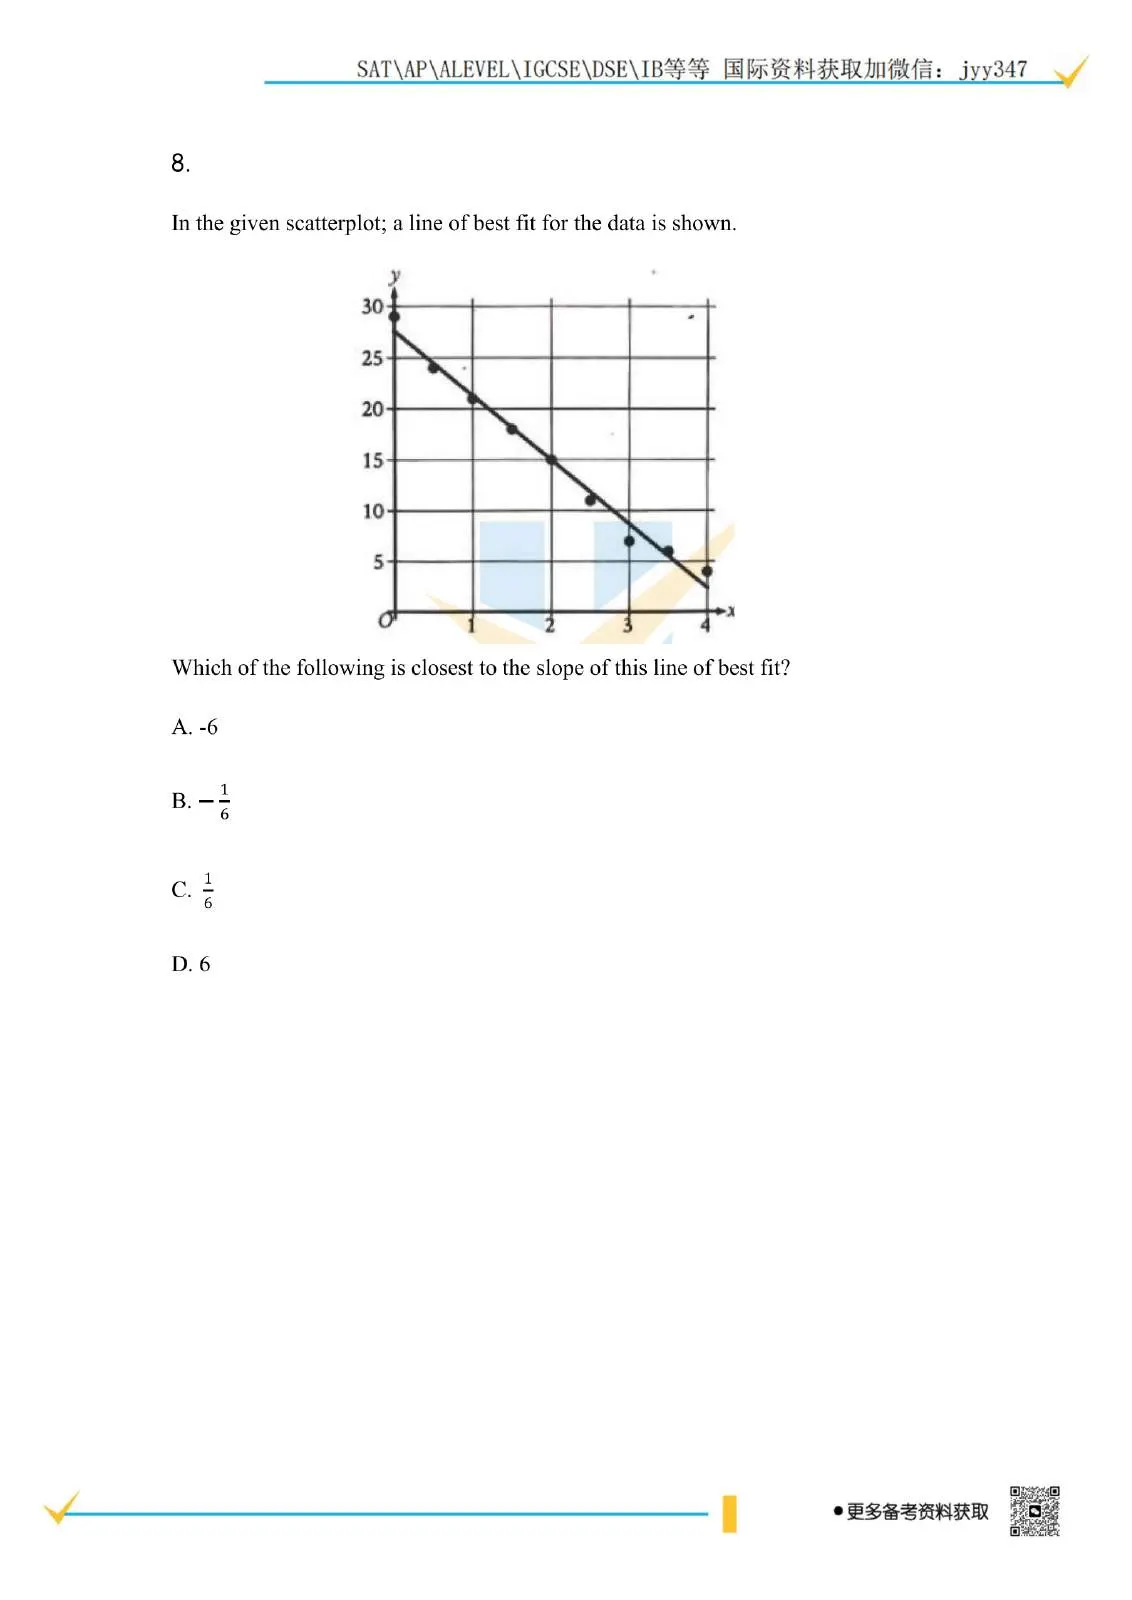 SAT\AP\ALEVEL\IGCSE\DSE\IB等等 国际资料获取加微信：jyy347
8.
In the given scatterplot; a line of best fit for the data is shown.
y
30
25
20
15
10
5
O
1 2 3 4 x
Which of the following is closest to the slope of this line of best fit?
A. -6
B. −1/6
C. 1/6
D. 6
●更多备考资料获取